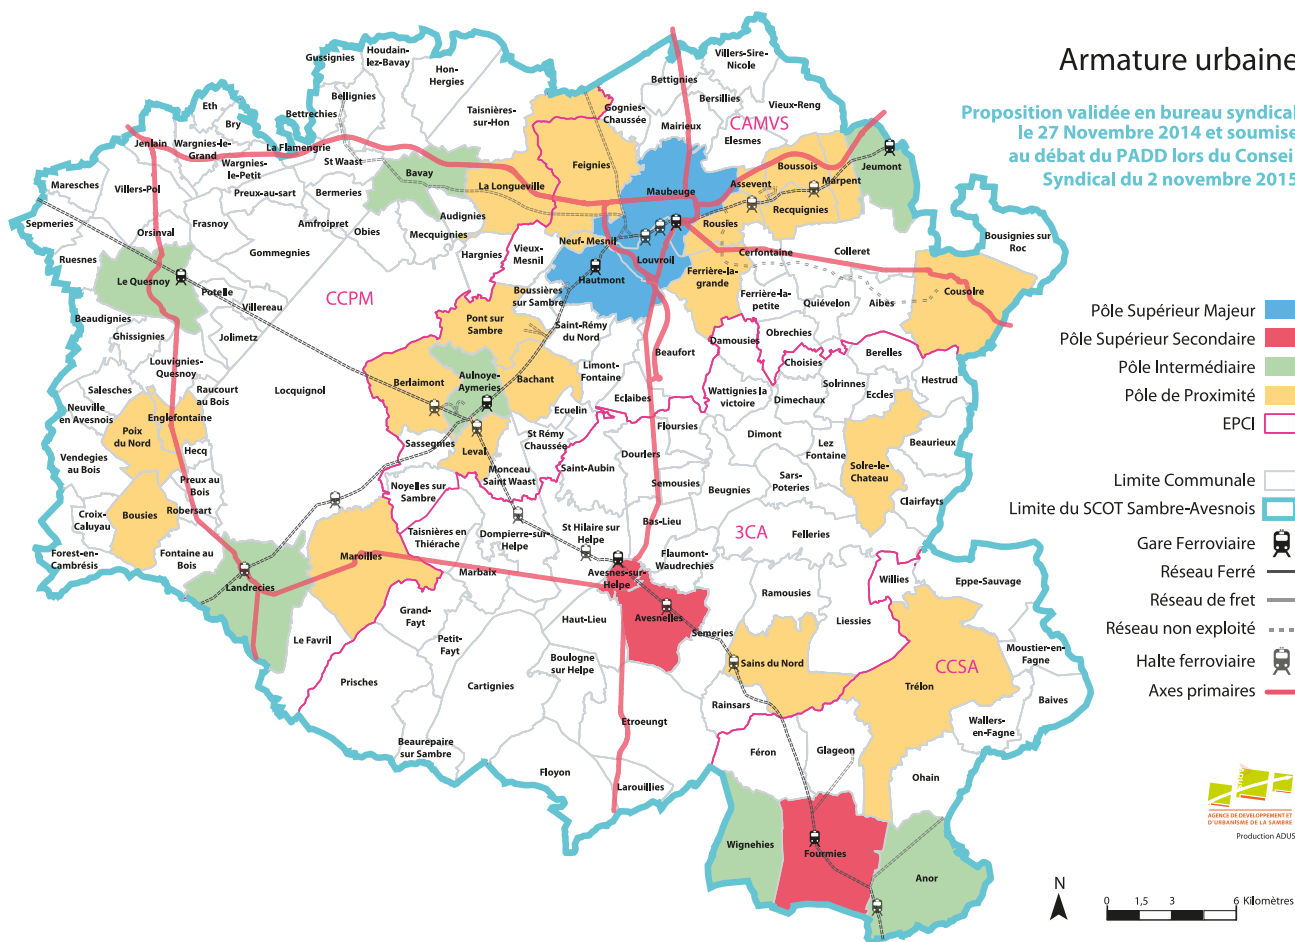 Armature urbaine
Proposition validée en bureau syndical
le 27 Novembre 2014 et soumise
au débat du PADD lors du Consei
Syndical du 2 novembre 2015
Gussignies
Houdain-
lez-Bavay
Hon-
Hergies
Bettignies
Villers-Sire-
Nicole
Bersillies
Vieux-Reng
Mairieux
CAMVS
Elesmes
Gognies-
Chaussée
Taisnières-
sur-Hon
Bellignies
Bettrechies
Eth
Bry
Wargnies-le-
Grand
Jenlain
Wargnies-
le-Petit
La Flamengrie
St Waast
Bavay
La Longueville
Feignies
Maubeuge
Assevent
Boussois
Marpent
Jeumont
Recquignies
Rousies
Maresches
Villers-Pol
Preux-au-sart
Bermeries
Amfroipret
Obies
Audignies
Mecquignies
Sepmeries
Orsinval
Frasnoy
Gommegnies
Hargnies
Vieux-
Mesnil
Neuf- Mesnil
Louvroil
Hautmont
Boussières
sur Sambre
Ferrière-la-
grande
Cerfontaine
Colleret
Bousignies sur
Roc
Cousolre
Ferrière-la-
petite
Quiévelon
Aibes
Ruesnes
Le Quesnoy
Potelle
Villereau
CCPM
Beaudignies
Ghissignies
Jolimetz
Louvignies-
Quesnoy
Raucourt
au Bois
Locquignol
Salesches
Neuville
en Avesnois
Englefontaine
Poix
du Nord
Hecq
Vendegies
au Bois
Preux au
Bois
Robersart
Croix-
Caluyau
Bousies
Forest-en-
Cambrésis
Fontaine au
Bois
Landrecies
Le Favril
Maroilles
Pont sur
Sambre
Saint-Rémy
du Nord
Berlaimont
Aulnoye-
Aymeries
Bachant
Limont-
Fontaine
Beaufort
Eclaibes
Ecuelin
Sassegnies
Leval
St Rémy
Chaussée
Monceau
Saint Waast
Saint-Aubin
Noyelles sur
Sambre
Damousies
Obrechies
Choisies
Berelles
Hestrud
Wattignies la
victoire
Dimechaux
Solrinnes
Eccles
Floursies
Dourlers
Dimont
Lez
Fontaine
Beaurieux
Solre-le-
Chateau
Sars-
Poteries
Semousies
Beugnies
Clairfayts
Bas-Lieu
3CA
Felleries
Taisnières en
Thiérache
Dompierre-sur-
Helpe
St Hilaire sur
Helpe
Marbaix
Avesnes-sur-
Helpe
Flaumont-
Waudrechies
Avesnelles
Semeries
Ramousies
Liessies
Willies
Eppe-Sauvage
Moustier-en-
Fagne
Baives
Wallers-
en-Fagne
Trélon
CCSA
Sains du Nord
Rainsars
Grand-
Fayt
Petit-
Fayt
Haut-Lieu
Boulogne
sur Helpe
Prisches
Cartignies
Beaurepaire
sur Sambre
Etroeungt
Floyon
Larouillies
Féron
Glageon
Ohain
Wignehies
Fourmies
Anor
Pôle Supérieur Majeur
Pôle Supérieur Secondaire
Pôle Intermédiaire
Pôle de Proximité
EPCI
Limite Communale
Limite du SCOT Sambre-Avesnois
Gare Ferroviaire
Réseau Ferré
Réseau de fret
Réseau non exploité
Halte ferroviaire
Axes primaires
AGENCE DE DEVELOPPEMENT ET
D'URBANISME DE LA SAMBRE
Production ADUS
N
0 1,5 3 6 Kilomètres